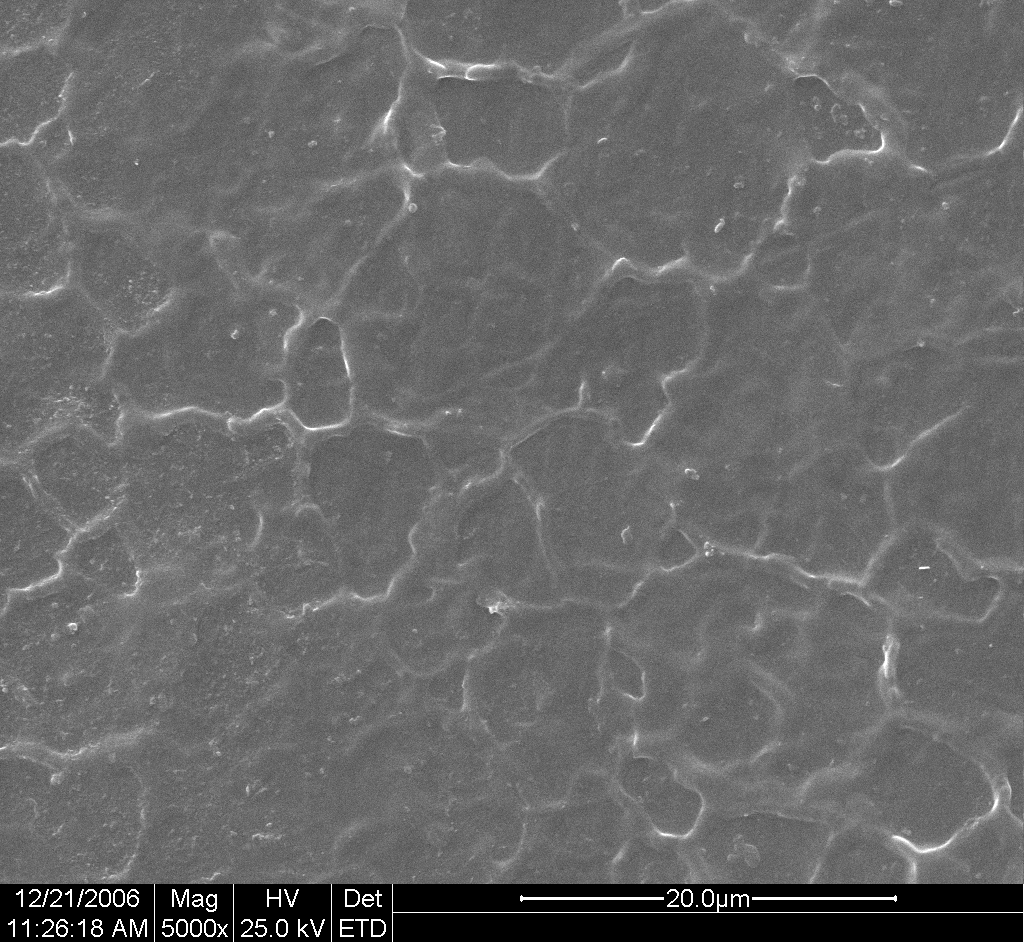 12/21/2006 Mag HV Det 20.0µm
11:26:18 AM 5000x 25.0 kV ETD